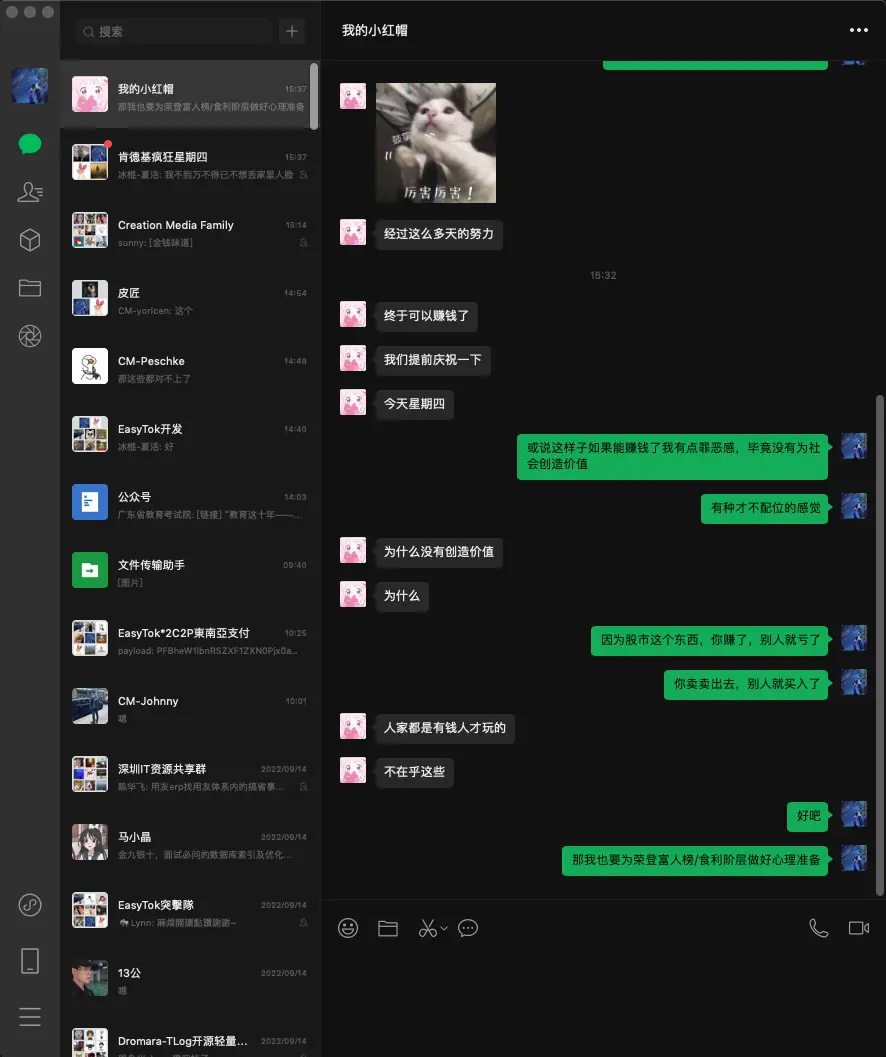 搜索
我的小红帽
15:37
那我也要为荣登富人榜/食利阶层做好心理准备
肯德基疯狂星期四
15:37
冰棍-夏洁: 我不到万不得已不想丢家里人脸
Creation Media Family
15:14
sunny: [金钱味道]
皮匠
14:54
CM-yoricen: 这个
CM-Peschke
14:48
那这些都对不上了
EasyTok开发
14:40
冰棍-夏洁: 好
公众号
14:03
广东省教育考试院: [链接] "教育这十年——...
文件传输助手
09:40
[图片]
EasyTok*2C2P東南亞支付
10:25
payload: PFBheW1lbnRSZXF1ZXN0Pjx0a...
CM-Johnny
10:01
嗯
深圳IT资源共享群
2022/09/14
陈华飞: 用友erp找用友体系内的搞省事...
马小晶
2022/09/14
金九银十，面试必问的数据库索引及优化...
EasyTok突擊隊
2022/09/14
Lynn: 麻煩開讀點讚謝謝~
13公
2022/09/14
哦
Dromara-TLog开源轻量...
2022/09/14
我的小红帽
鼓掌
厉害厉害！
经过这么多天的努力
15:32
终于可以赚钱了
我们提前庆祝一下
今天星期四
或说这样子如果能赚钱了我有点罪恶感，毕竟没有为社
会创造价值
有种才不配位的感觉
为什么没有创造价值
为什么
因为股市这个东西，你赚了，别人就亏了
你卖卖出去，别人就买入了
人家都是有钱人才玩的
不在乎这些
好吧
那我也要为荣登富人榜/食利阶层做好心理准备